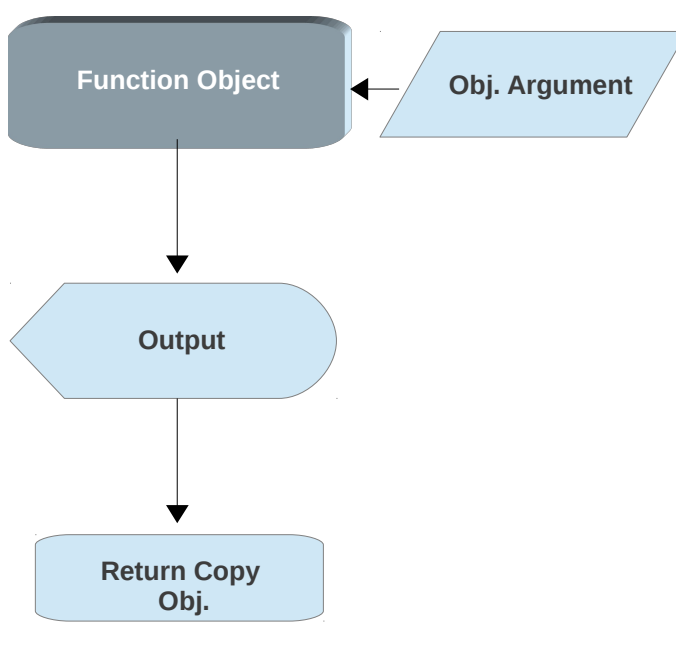 Function Object
Obj. Argument
Output
Return Copy
Obj.